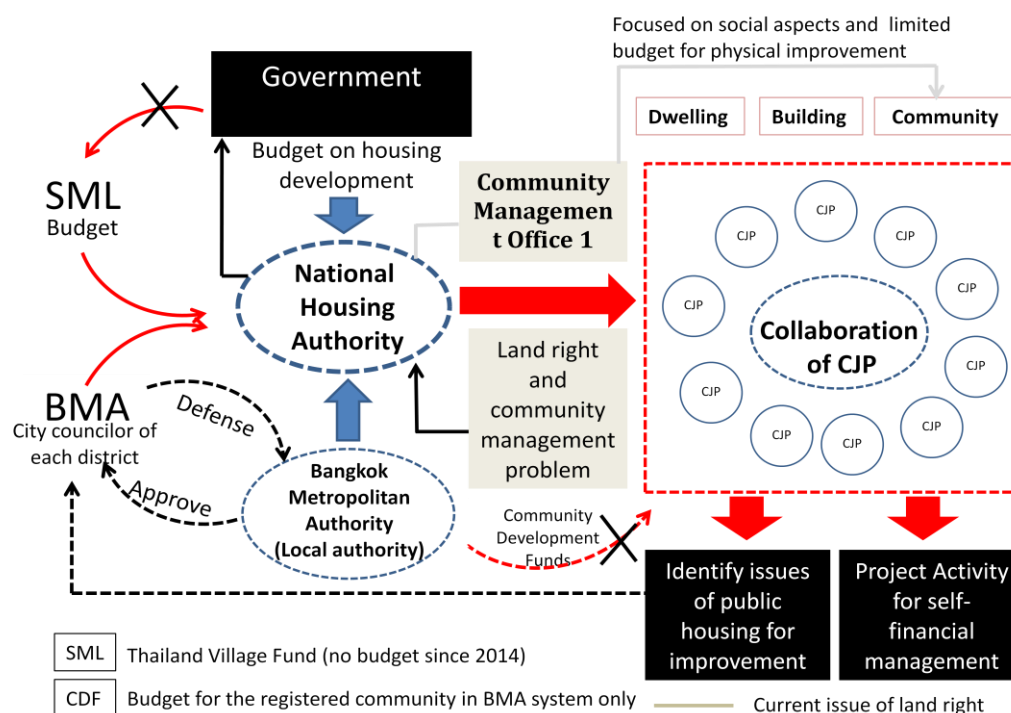 Focused on social aspects and limited
budget for physical improvement
Government
Dwelling
Building
Community
Budget on housing
development
SML
Budget
Community
Managemen
t Office 1
National
Housing
Authority
CJP
CJP
CJP
CJP
CJP
CJP
CJP
CJP
CJP
CJP
CJP
Collaboration
of CJP
Land right
and
community
management
problem
BMA
City councilor of
each district
Defense
Approve
Bangkok
Metropolitan
Authority
(Local authority)
Community
Development
Funds
Identify issues
of public
housing for
improvement
Project Activity
for self-
financial
management
SML
Thailand Village Fund (no budget since 2014)
CDF
Budget for the registered community in BMA system only
Current issue of land right